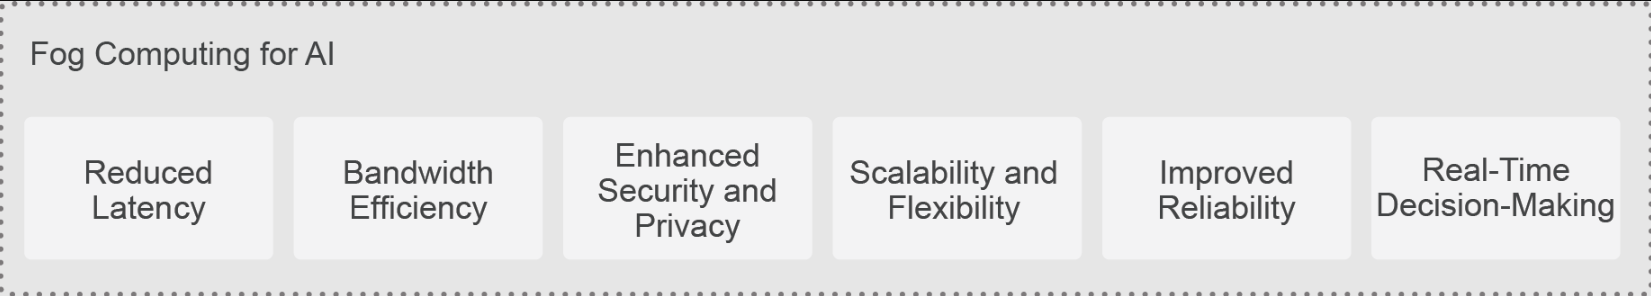 Fog Computing for AI
Reduced
Latency
Bandwidth
Efficiency
Enhanced
Security and
Privacy
Scalability and
Flexibility
Improved
Reliability
Real-Time
Decision-Making